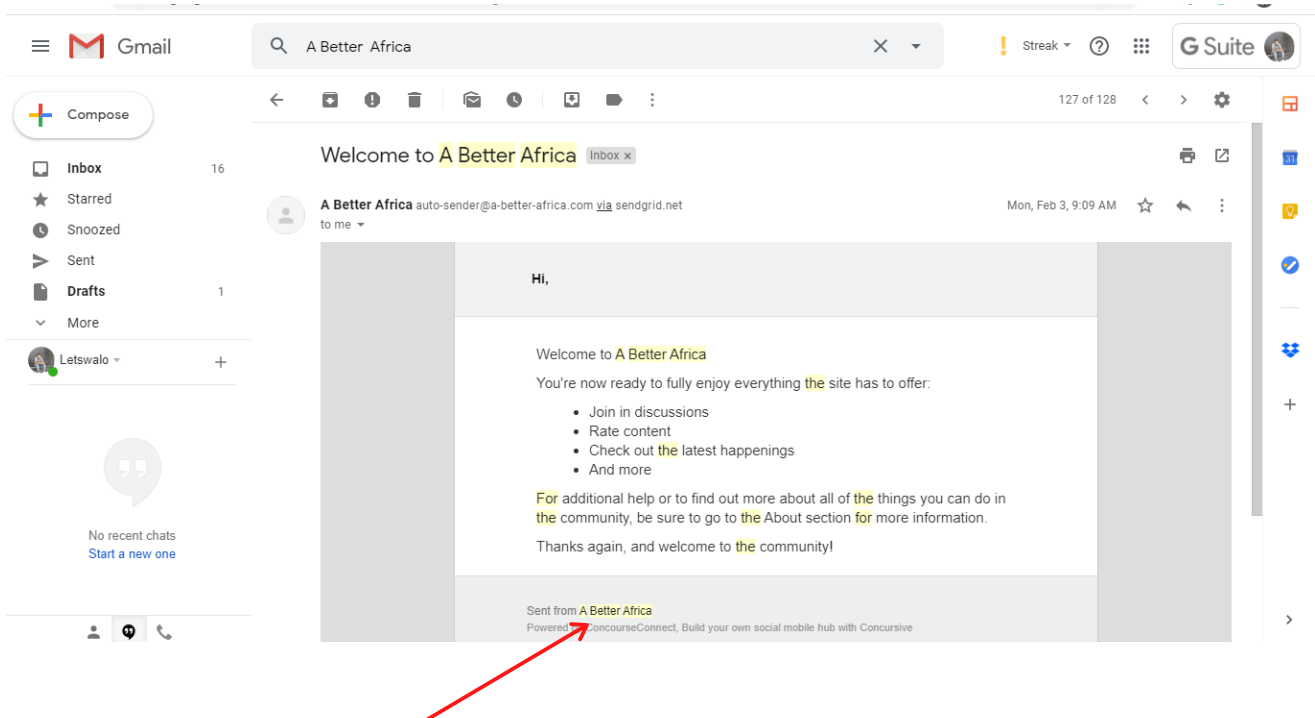 Gmail
A Better Africa
Streak
G Suite
Compose
127 of 128
Welcome to A Better Africa Inbox x
Inbox 16
Starred
Snoozed
Sent
Drafts 1
More
A Better Africa auto-sender@a-better-africa.com via sendgrid.net
Mon, Feb 3, 9:09 AM
to me
31
Letswalo
Hi,
Welcome to A Better Africa
You're now ready to fully enjoy everything the site has to offer:
• Join in discussions
• Rate content
• Check out the latest happenings
• And more
For additional help or to find out more about all of the things you can do in
the community, be sure to go to the About section for more information.
Thanks again, and welcome to the community!
No recent chats
Start a new one
Sent from A Better Africa
Powered ConcourseConnect, Build your own social mobile hub with Concursive